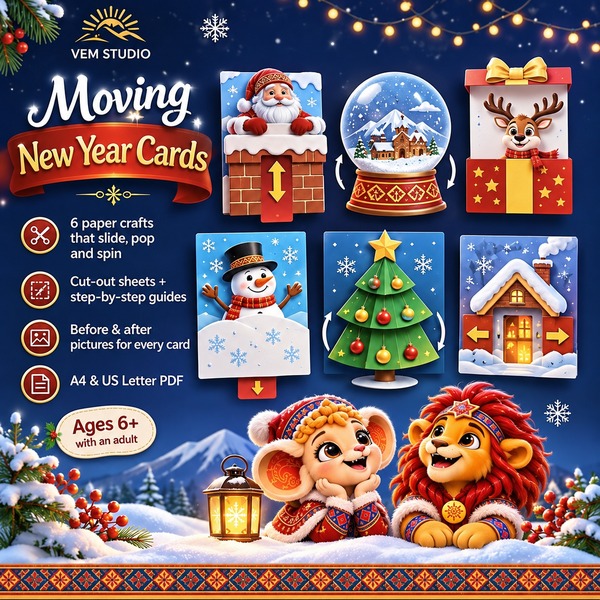 VEM STUDIO
Moving
New Year Cards
6 paper crafts
that slide, pop
and spin
Cut-out sheets +
step-by-step guides
Before & after
pictures for every card
A4 & US Letter PDF
Ages 6+
with an adult